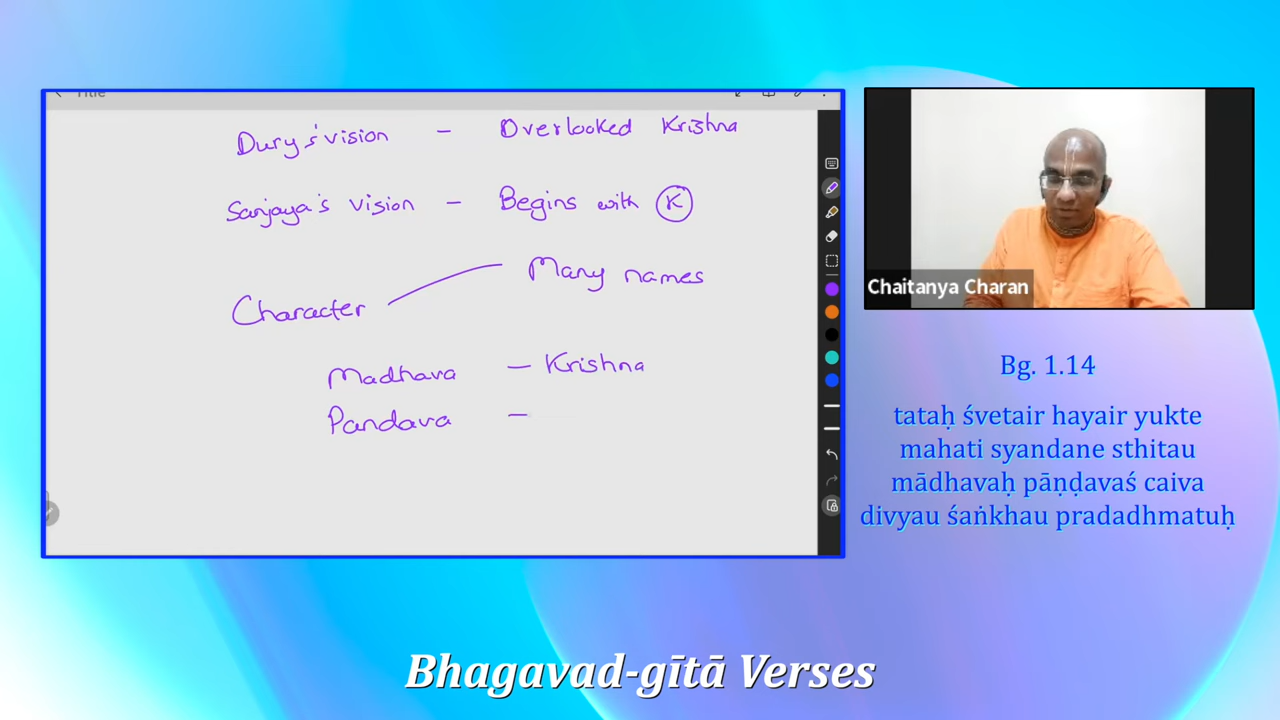 Title
Dury's vision - Overlooked Krishna
Sanjaya's vision - Begins with K
Many names
Character
Madhava - Krishna
Pandava -
Chaitanya Charan
Bg. 1.14
tataḥ śvetair hayair yukte
mahati syandane sthitau
mādhavaḥ pāṇḍavaś caiva
divyau śaṅkhau pradadhmatuḥ
Bhagavad-gītā Verses